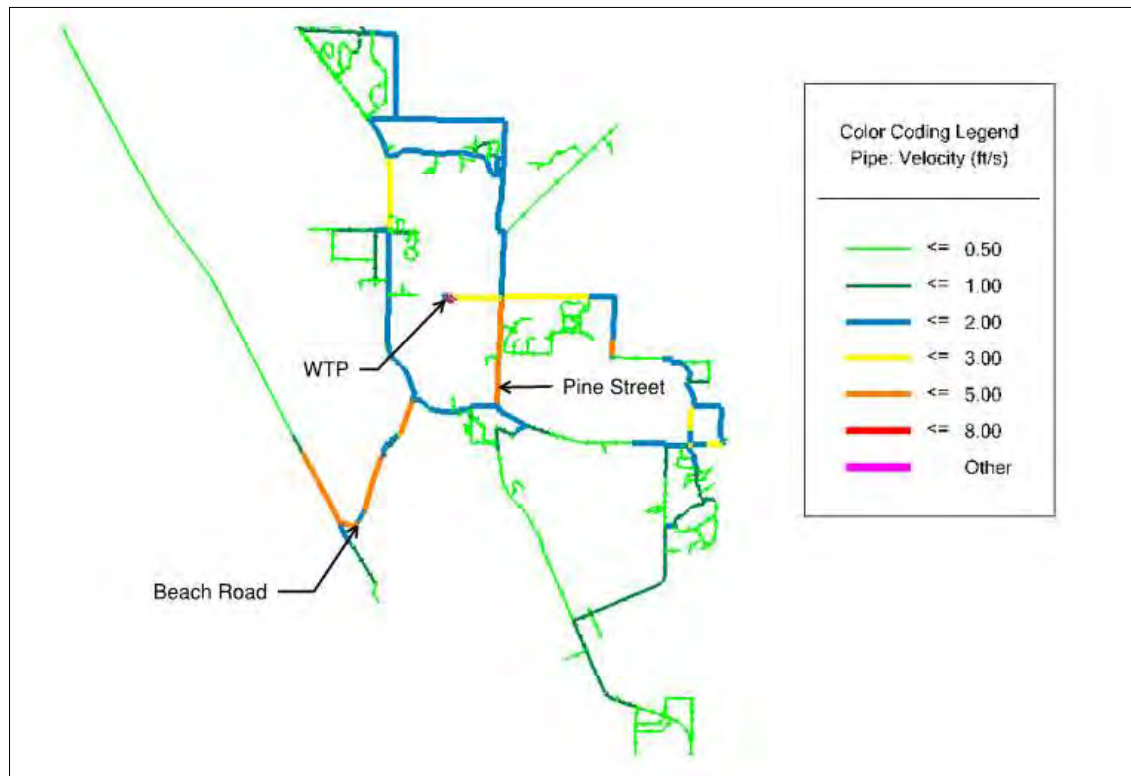 Color Coding Legend
Pipe: Velocity (ft/s)
<= 0.50
<= 1.00
<= 2.00
<= 3.00
<= 5.00
<= 8.00
Other
WTP
Pine Street
Beach Road